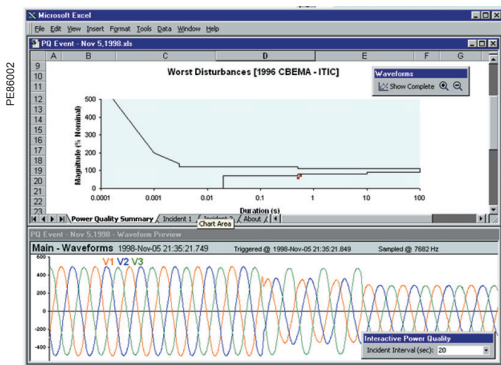 PE86002
Microsoft Excel
File Edit View Insert Format Tools Data Window Help
PQ Event - Nov 5,1998.xls
A B C D E F G
9
10
11
12
13
14
15
16
17
18
19
20
21
22
23
Worst Disturbances [1996 CBEMA - ITIC]
Waveforms
Show Complete
Magnitude (% Nominal)
500
400
300
200
100
0
0.0001 0.001 0.01 0.1 1 10 100
Duration (s)
Power Quality Summary Incident 1 Incident 2 About
Chart Area
PQ Event - Nov 5,1998 - Waveform Preview
Main - Waveforms 1998-Nov-05 21:35:21.749 Triggered @ 1998-Nov-05 21:35:21.849 Sampled @ 7682 Hz
V1 V2 V3
600
400
200
0
-200
-400
Interactive Power Quality
Incident Interval (sec): 20